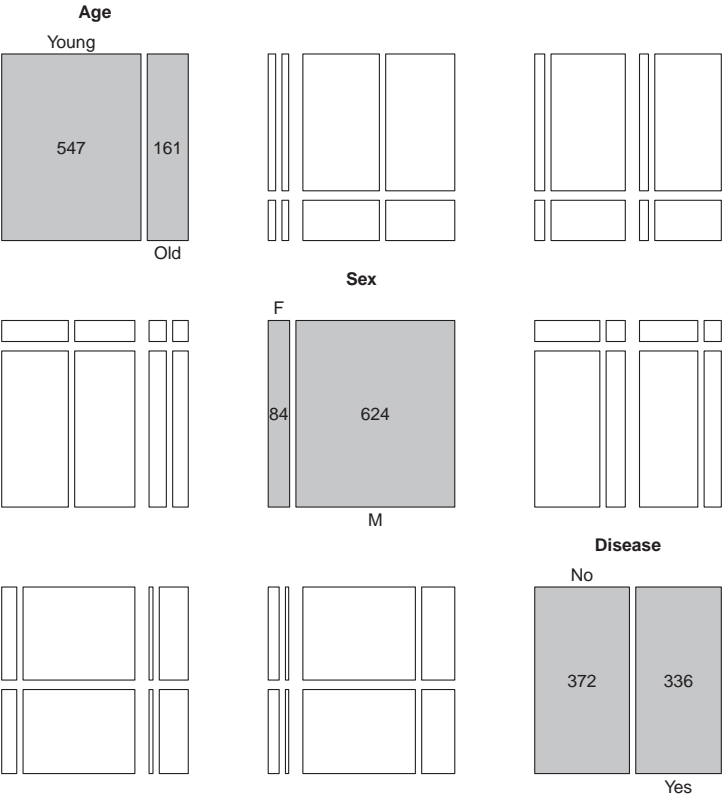 Age
Young
547 161
Old
Sex
F
84 624
M
Disease
No
372 336
Yes